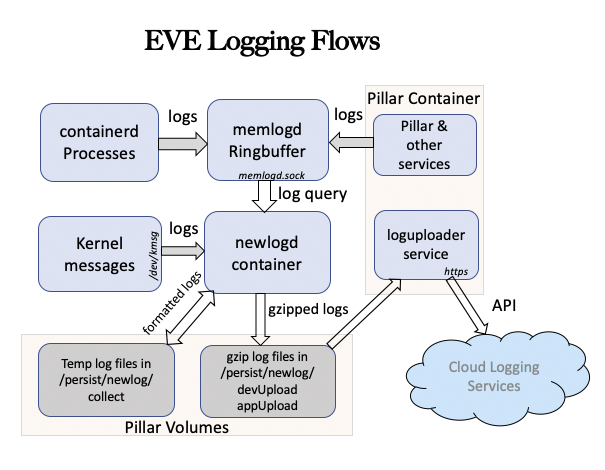 EVE Logging Flows
Pillar Container
containerd
Processes
logs
memlogd
Ringbuffer
memlogd.sock
logs
Pillar &
other
services
log query
Kernel
messages
/dev/kmsg
logs
newlogd
container
loguploader
service
https
formatted logs
gzipped logs
API
Temp log files in
/persist/newlog/
collect
gzip log files in
/persist/newlog/
devUpload
appUpload
Cloud Logging
Services
Pillar Volumes